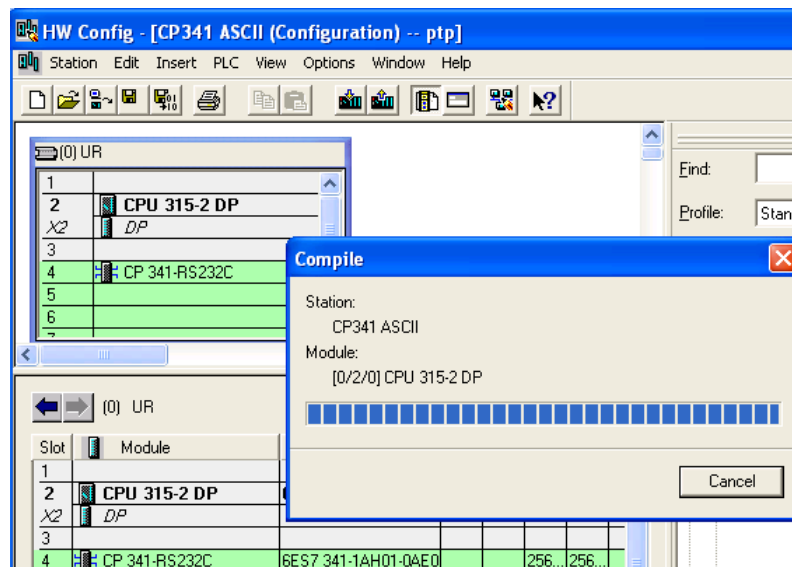 HW Config - [CP341 ASCII (Configuration) -- ptp]
Station Edit Insert PLC View Options Window Help
(0) UR
1
2 CPU 315-2 DP
X2 DP
3
4 CP 341-RS232C
5
6
7
Find:
Profile: Stan
Compile
Station:
CP341 ASCII
Module:
[0/2/0] CPU 315-2 DP
Cancel
(0) UR
Slot Module
1
2 CPU 315-2 DP
X2 DP
3
4 CP 341-RS232C 6ES7 341-1AH01-0AE0 256... 256...